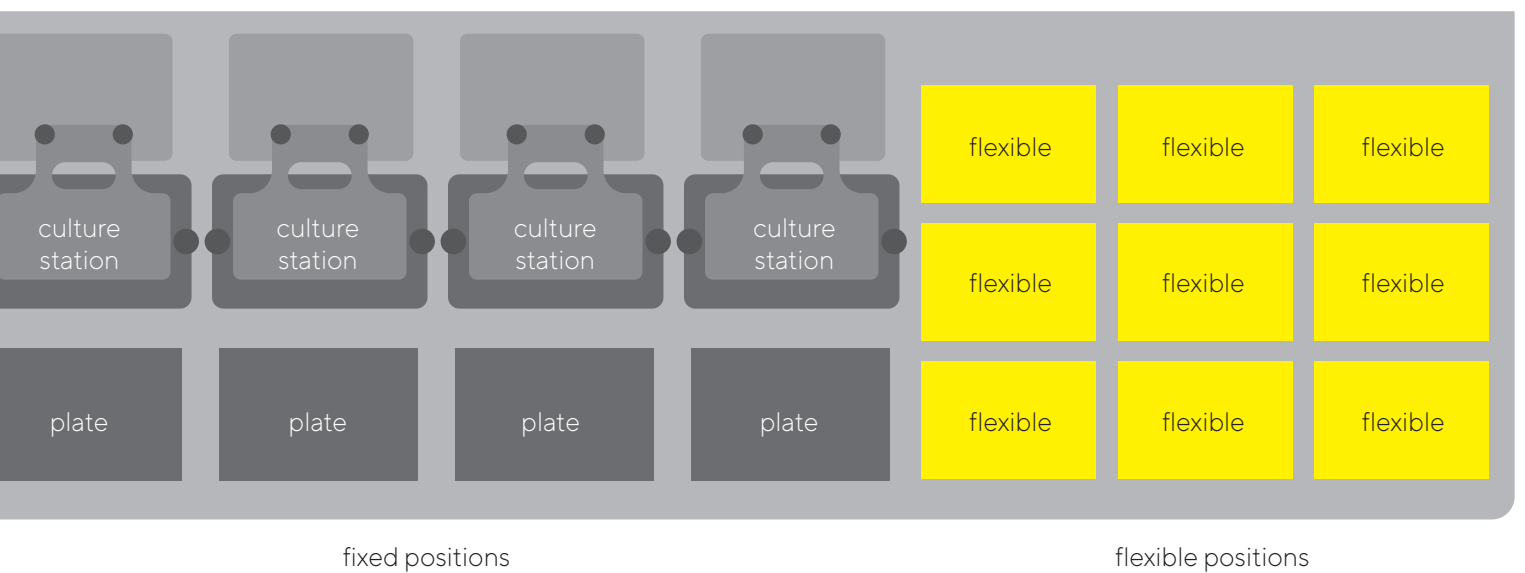 flexible
flexible
flexible
culture
station
culture
station
culture
station
culture
station
flexible
flexible
flexible
plate
plate
plate
plate
flexible
flexible
flexible
fixed positions
flexible positions